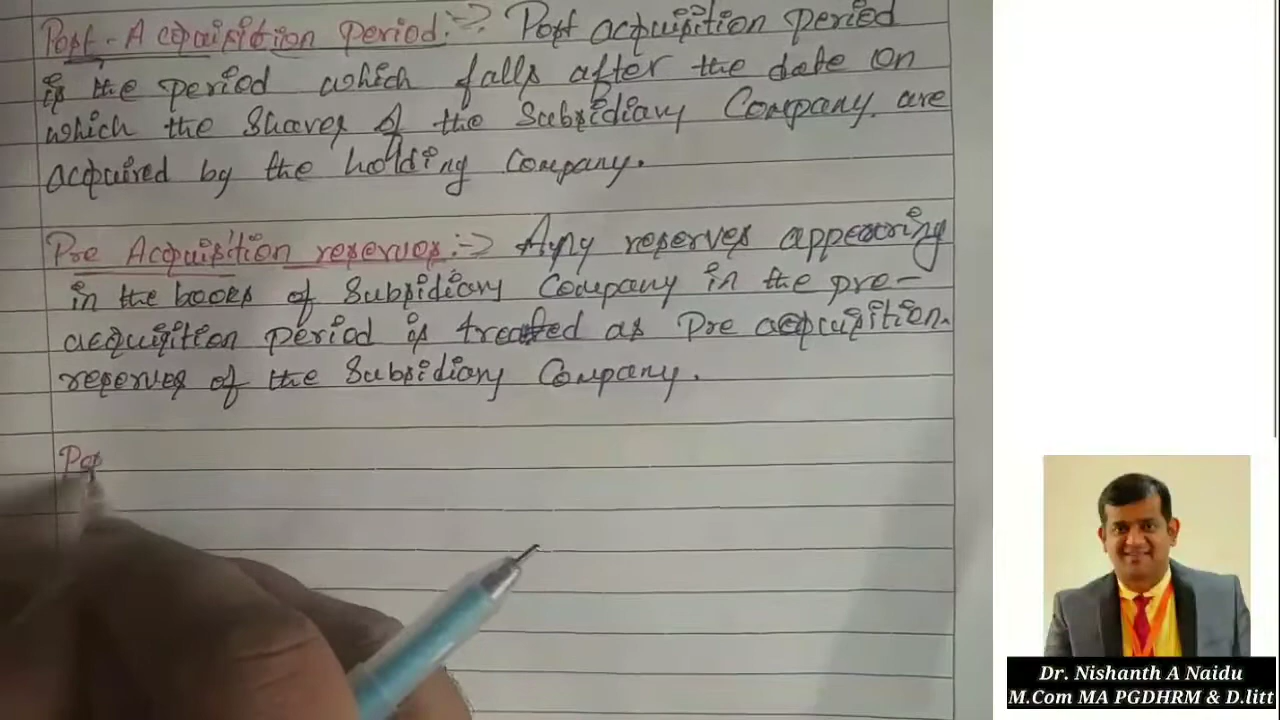 Post-Acquisition period :-> Post acquisition period
is the period which falls after the date on
which the Shares of the Subsidiary Company are
acquired by the holding Company.
Pre Acquisition reserves :-> Any reserves appearing
in the books of Subsidiary Company in the pre-
acquisition period is treated as Pre acquisition
reserves of the Subsidiary Company.
Pos
Dr. Nishanth A Naidu
M.Com MA PGDHRM & D.litt